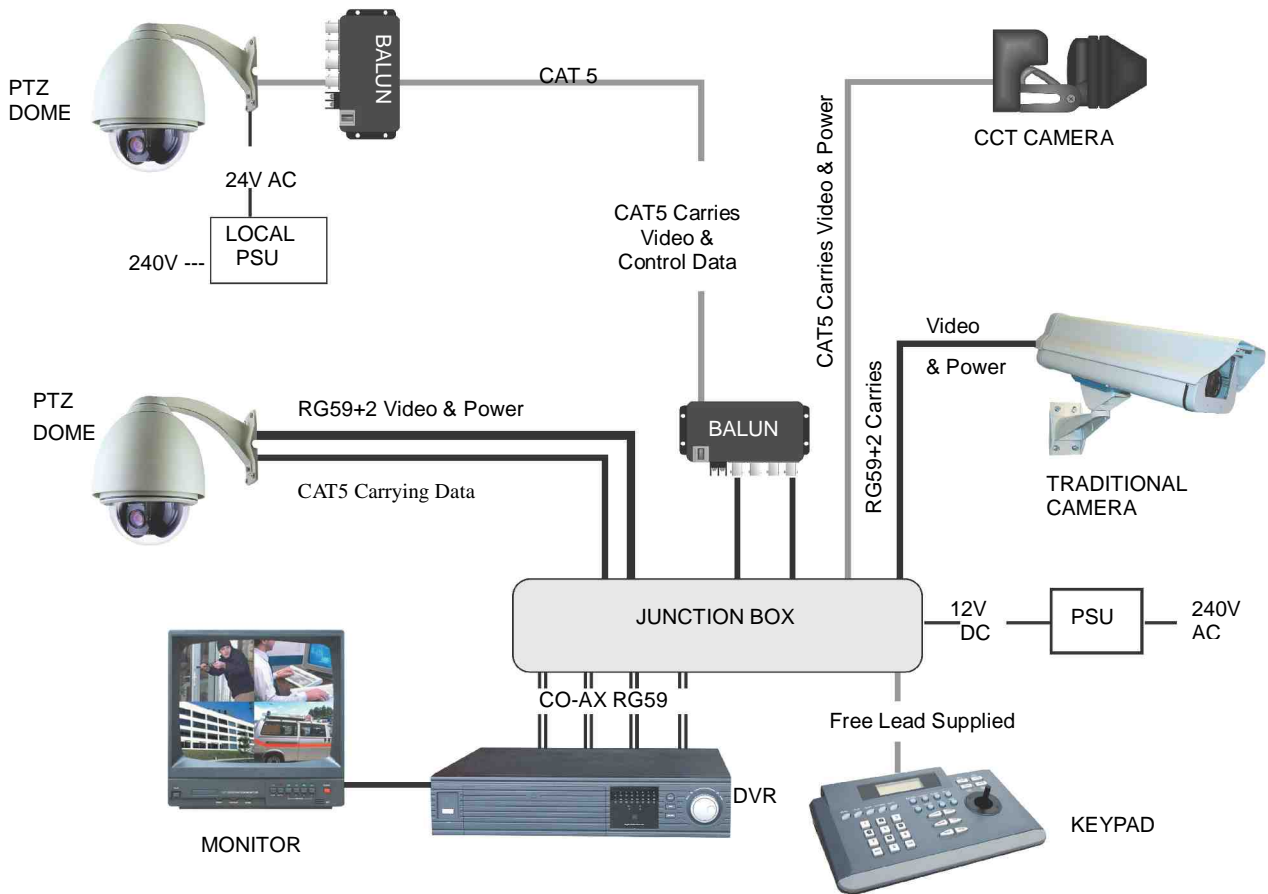 PTZ
DOME
BALUN
CAT 5
24V AC
LOCAL
PSU
240V ---
CAT5 Carries
Video &
Control Data
CAT5 Carries Video & Power
CCT CAMERA
PTZ
DOME
RG59+2 Video & Power
CAT5 Carrying Data
BALUN
RG59+2 Carries
Video
& Power
TRADITIONAL
CAMERA
JUNCTION BOX
12V
DC
PSU
240V
AC
CO-AX RG59
Free Lead Supplied
MONITOR
DVR
KEYPAD